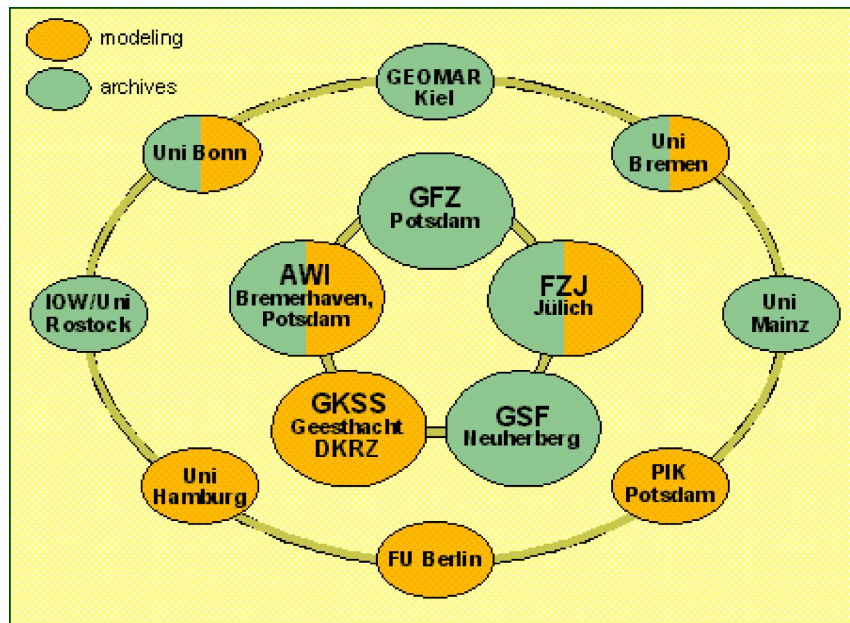 modeling
archives
GEOMAR
Kiel
Uni Bonn
Uni
Bremen
GFZ
Potsdam
AWI
Bremerhaven,
Potsdam
FZJ
Jülich
IOW/Uni
Rostock
Uni
Mainz
GKSS
Geesthacht
DKRZ
GSF
Neuherberg
Uni
Hamburg
PIK
Potsdam
FU Berlin